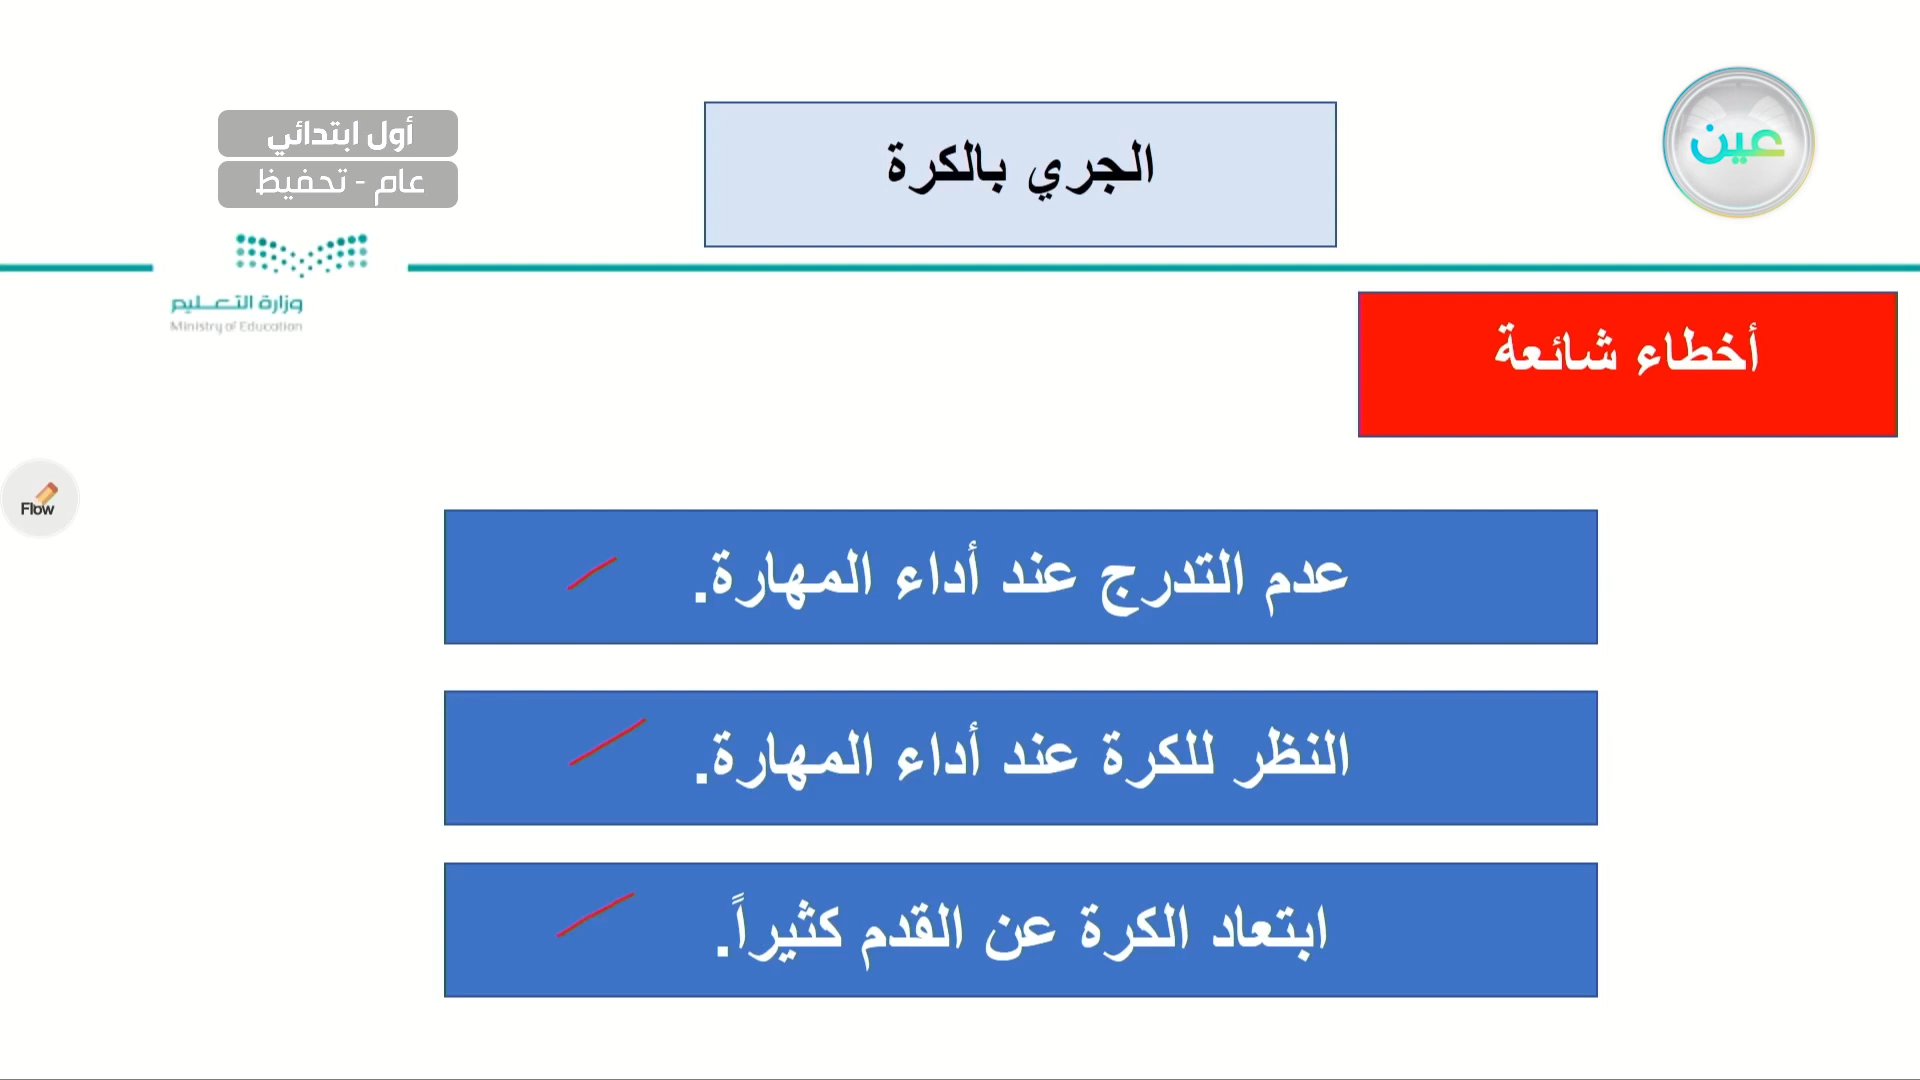 عين
الجري بالكرة
أول ابتدائي
عام - تحفيظ
وزارة التعليم
Ministry of Education
أخطاء شائعة
Flow
عدم التدرج عند أداء المهارة.
النظر للكرة عند أداء المهارة.
ابتعاد الكرة عن القدم كثيراً.